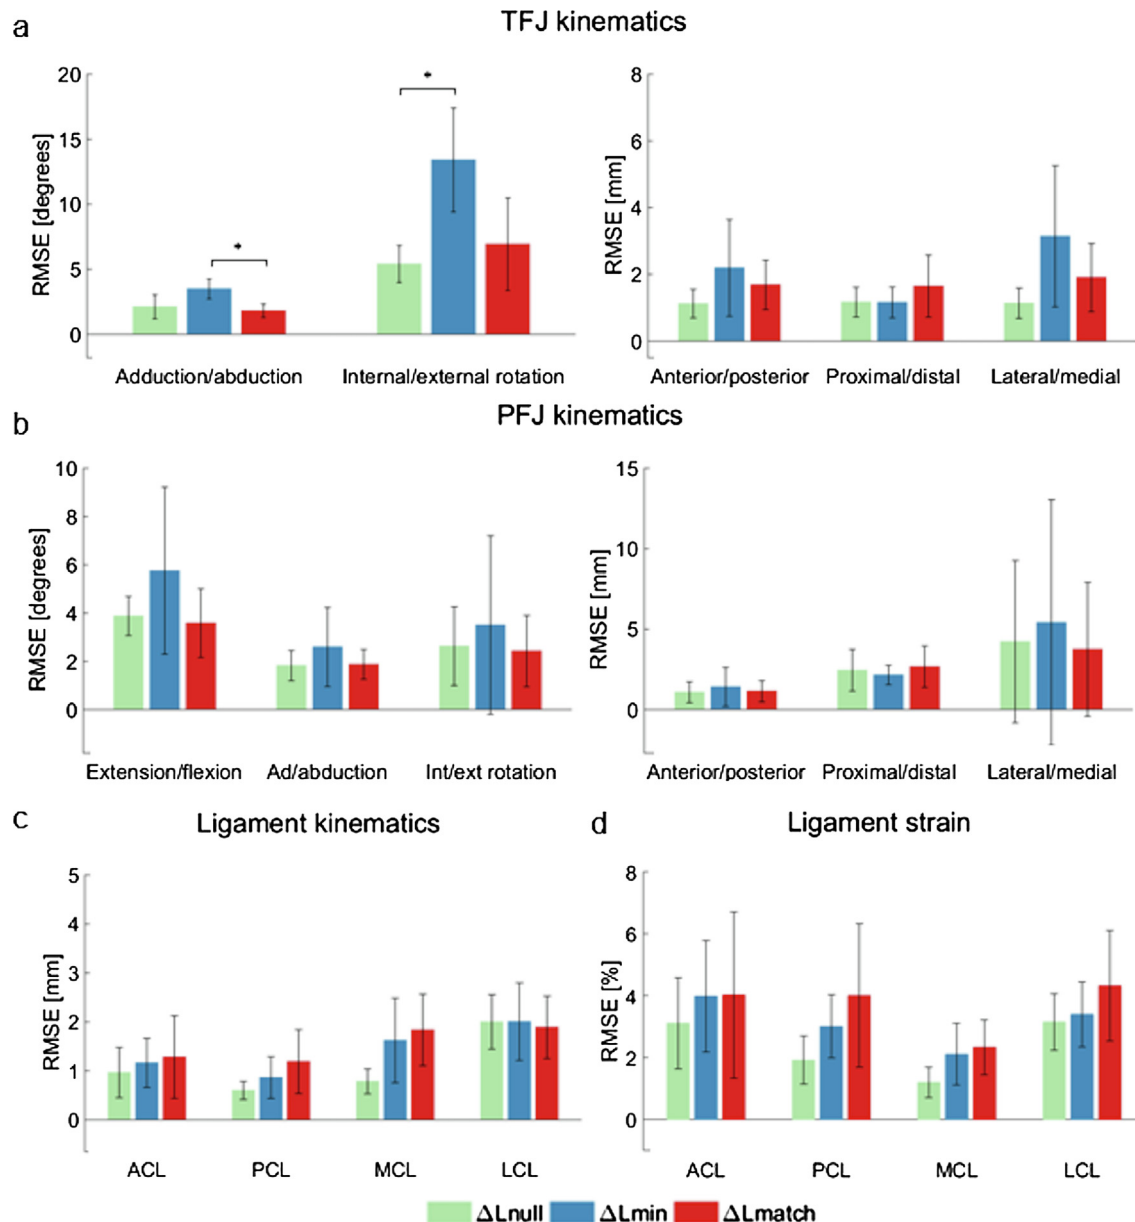 a
TFJ kinematics
RMSE [degrees]
20
15
10
5
0
*
*
Adduction/abduction Internal/external rotation
RMSE [mm]
8
6
4
2
0
Anterior/posterior Proximal/distal Lateral/medial
b
PFJ kinematics
RMSE [degrees]
10
8
6
4
2
0
Extension/flexion Ad/abduction Int/ext rotation
RMSE [mm]
15
10
5
0
Anterior/posterior Proximal/distal Lateral/medial
c
Ligament kinematics
RMSE [mm]
5
4
3
2
1
0
ACL PCL MCL LCL
d
Ligament strain
RMSE [%]
8
6
4
2
0
ACL PCL MCL LCL
ΔLnull ΔLmin ΔLmatch